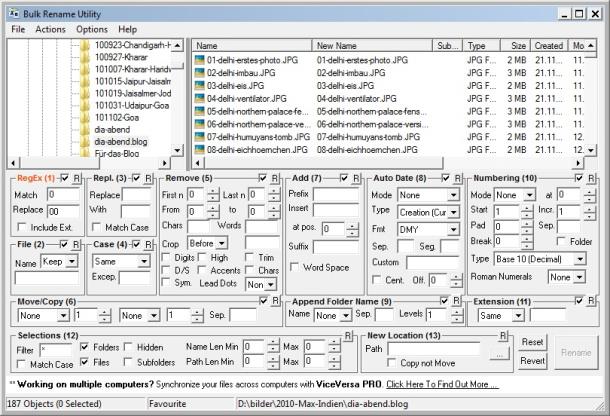 Bulk Rename Utility
File Actions Options Help
100923-Chandigarh-H
100927-Kharar
101007-Kharar-Haridw
101015-Jaipur-Jaisalm
101019-Jaisalmer-Jod
101031-Udaipur-Goa
101102-Goa
dia-abend
dia-abend.blog
Für-das-Blog
Name New Name Sub... Type Size Created Mo
01-delhi-erstes-photo.JPG 01-delhi-erstes-photo.JPG JPG F... 2 MB 21.11... 11.
02-delhi-imbau.JPG 02-delhi-imbau.JPG JPG F... 3 MB 21.11... 11.
03-delhi-eis.JPG 03-delhi-eis.JPG JPG F... 2 MB 21.11... 11.
04-delhi-ventilator.JPG 04-delhi-ventilator.JPG JPG F... 2 MB 21.11... 11.
05-delhi-northern-palace-fe... 05-delhi-northern-palace-fens... JPG F... 3 MB 21.11... 11.
06-delhi-northern-palace-ve... 06-delhi-northern-palace-versi... JPG F... 3 MB 21.11... 11.
07-delhi-humuyans-tomb.JPG 07-delhi-humuyans-tomb.JPG JPG F... 2 MB 21.11... 11.
08-delhi-eichhoernchen.JPG 08-delhi-eichhoernchen.JPG JPG F... 2 MB 21.11... 11.
RegEx (1) R
Match 0
Replace 00
Include Ext.
Repl. (3) R
Replace
With
Match Case
Remove (5) R
First n 0 Last n 0
From 0 to 0
Chars Words
Crop Before
Digits High Trim
D/S Accents Chars
Sym. Lead Dots Non
Add (7) R
Prefix
Insert
at pos. 0
Suffix
Word Space
Auto Date (8) R
Mode None
Type Creation (Cur
Fmt DMY
Sep. Seg.
Custom
Cent. Off. 0
Numbering (10) R
Mode None at 0
Start 1 Incr. 1
Pad 0 Sep.
Break 0 Folder
Type Base 10 (Decimal)
Roman Numerals None
File (2) R
Name Keep
Case (4) R
Same
Excep.
Move/Copy (6) R
None 1 None 1 Sep.
Append Folder Name (9) R
Name None Sep. Levels 1
Extension (11) R
Same
Selections (12) R
Filter * Folders Hidden Name Len Min 0 Max 0
Match Case Files Subfolders Path Len Min 0 Max 0
New Location (13) R
Path ...
Copy not Move
Reset
Revert
Rename
** Working on multiple computers? Synchronize your files across computers with ViceVersa PRO. Click Here To Find Out More ...
187 Objects (0 Selected) Favourite D:\bilder\2010-Max-Indien\dia-abend.blog